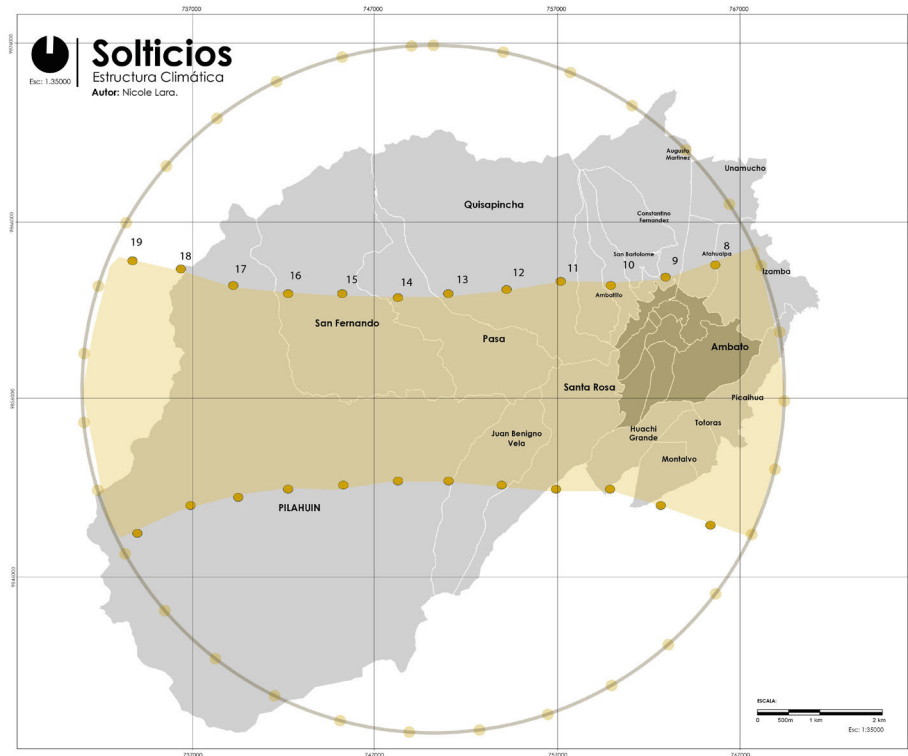 737000 747000 757000 767000
Solticios
Estructura Climática
Autor: Nicole Lara.
Esc: 1.35000
Augusto
Martinez
Unamucho
Quisapincha
Constantino
Fernandez
San Bartolome
Atahualpa
Izamba
Ambatillo
19
18
17
16
15
14
13
12
11
10
9
8
San Fernando
Pasa
Ambato
Santa Rosa
Picaihua
Juan Benigno
Vela
Huachi
Grande
Totoras
Montalvo
PILAHUIN
ESCALA:
0 500m 1 km 2 km
Esc: 1:35000